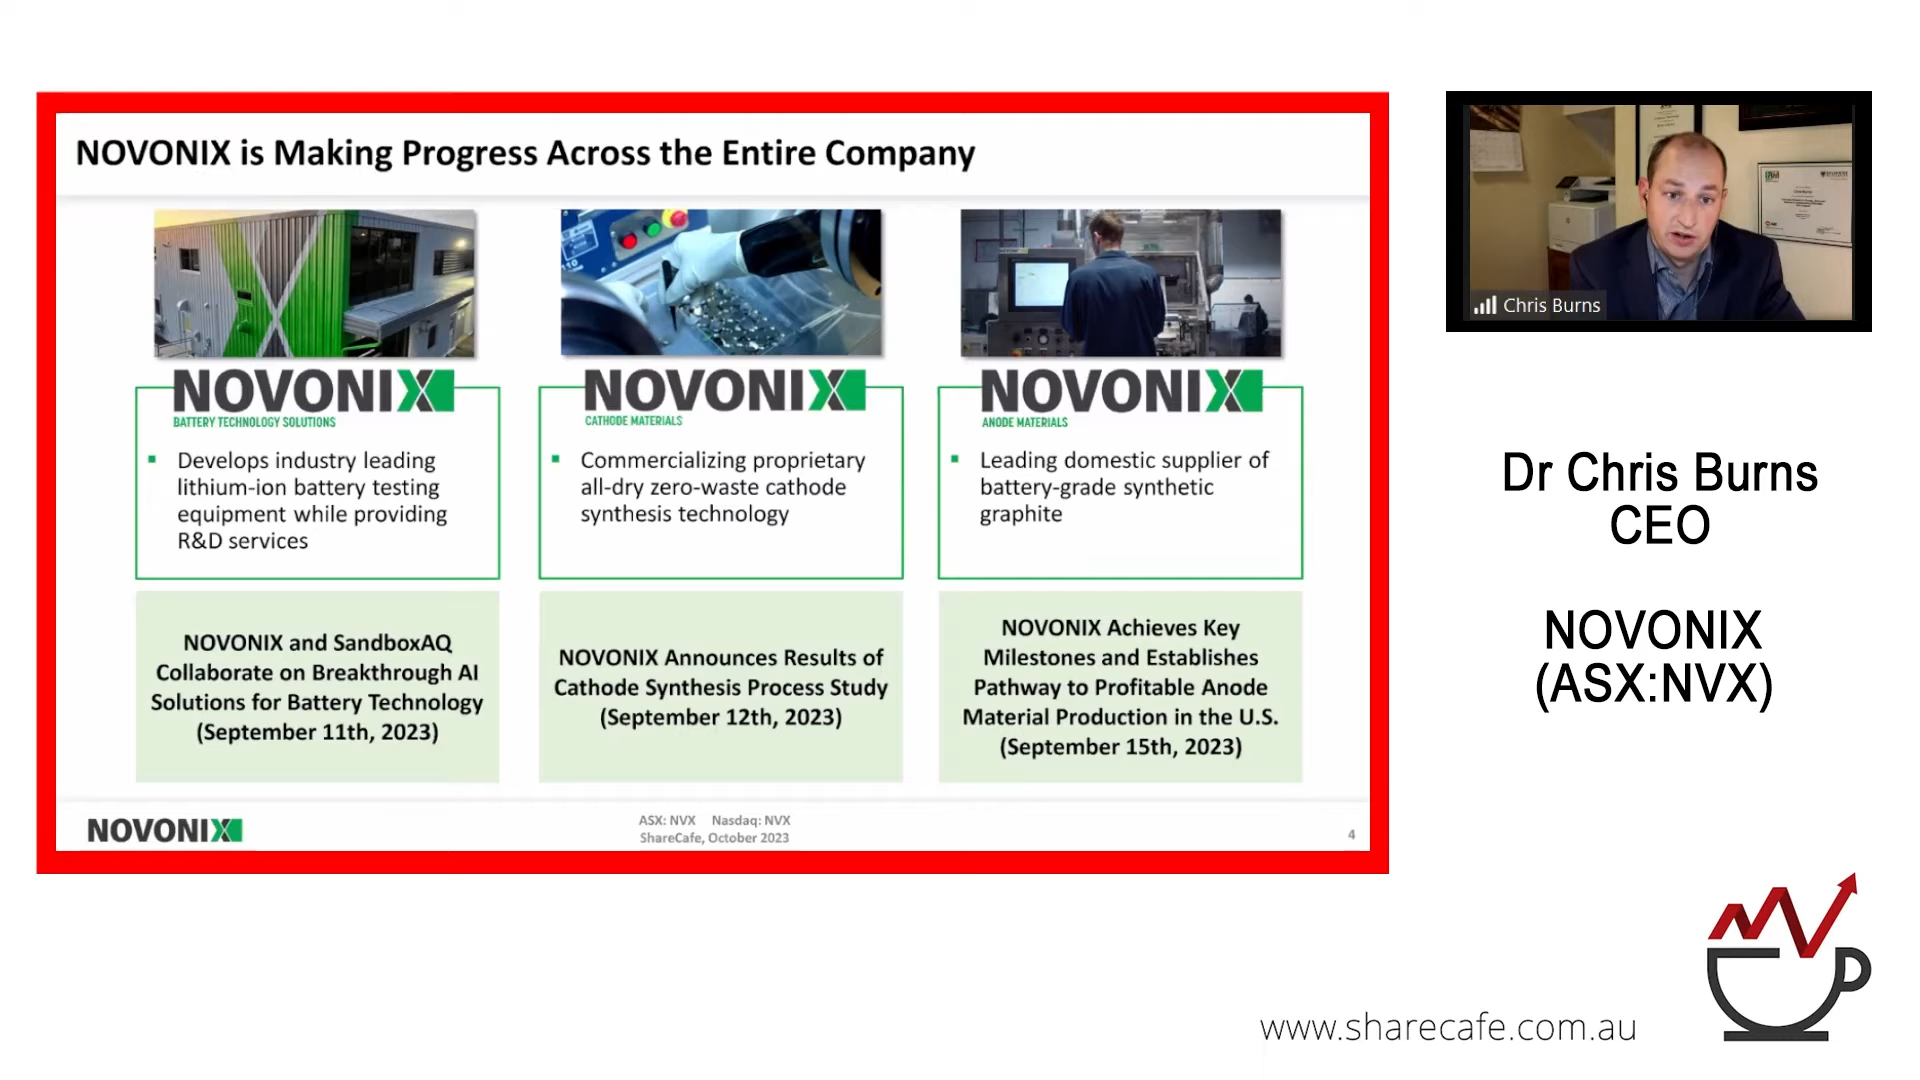 NOVONIX is Making Progress Across the Entire Company
NOVONIX
BATTERY TECHNOLOGY SOLUTIONS
Develops industry leading
lithium-ion battery testing
equipment while providing
R&D services
NOVONIX and SandboxAQ
Collaborate on Breakthrough AI
Solutions for Battery Technology
(September 11th, 2023)
NOVONIX
CATHODE MATERIALS
Commercializing proprietary
all-dry zero-waste cathode
synthesis technology
NOVONIX Announces Results of
Cathode Synthesis Process Study
(September 12th, 2023)
NOVONIX
ANODE MATERIALS
Leading domestic supplier of
battery-grade synthetic
graphite
NOVONIX Achieves Key
Milestones and Establishes
Pathway to Profitable Anode
Material Production in the U.S.
(September 15th, 2023)
NOVONIX
ASX: NVX Nasdaq: NVX
ShareCafe, October 2023
4
Chris Burns
Dr Chris Burns
CEO
NOVONIX
(ASX:NVX)
www.sharecafe.com.au